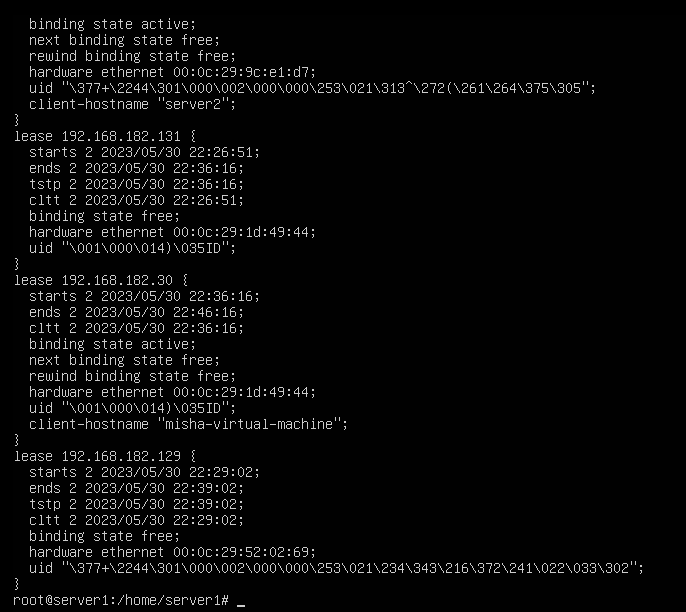 binding state active;
  next binding state free;
  rewind binding state free;
  hardware ethernet 00:0c:29:9c:e1:d7;
  uid "\377+\2244\301\000\002\000\000\253\021\313^\272(\261\264\375\305";
  client-hostname "server2";
}
lease 192.168.182.131 {
  starts 2 2023/05/30 22:26:51;
  ends 2 2023/05/30 22:36:16;
  tstp 2 2023/05/30 22:36:16;
  cltt 2 2023/05/30 22:26:51;
  binding state free;
  hardware ethernet 00:0c:29:1d:49:44;
  uid "\001\000\014)\035ID";
}
lease 192.168.182.30 {
  starts 2 2023/05/30 22:36:16;
  ends 2 2023/05/30 22:46:16;
  cltt 2 2023/05/30 22:36:16;
  binding state active;
  next binding state free;
  rewind binding state free;
  hardware ethernet 00:0c:29:1d:49:44;
  uid "\001\000\014)\035ID";
  client-hostname "misha-virtual-machine";
}
lease 192.168.182.129 {
  starts 2 2023/05/30 22:29:02;
  ends 2 2023/05/30 22:39:02;
  tstp 2 2023/05/30 22:39:02;
  cltt 2 2023/05/30 22:29:02;
  binding state free;
  hardware ethernet 00:0c:29:52:02:69;
  uid "\377+\2244\301\000\002\000\000\253\021\234\343\216\372\241\022\033\302";
}
root@server1:/home/server1# _